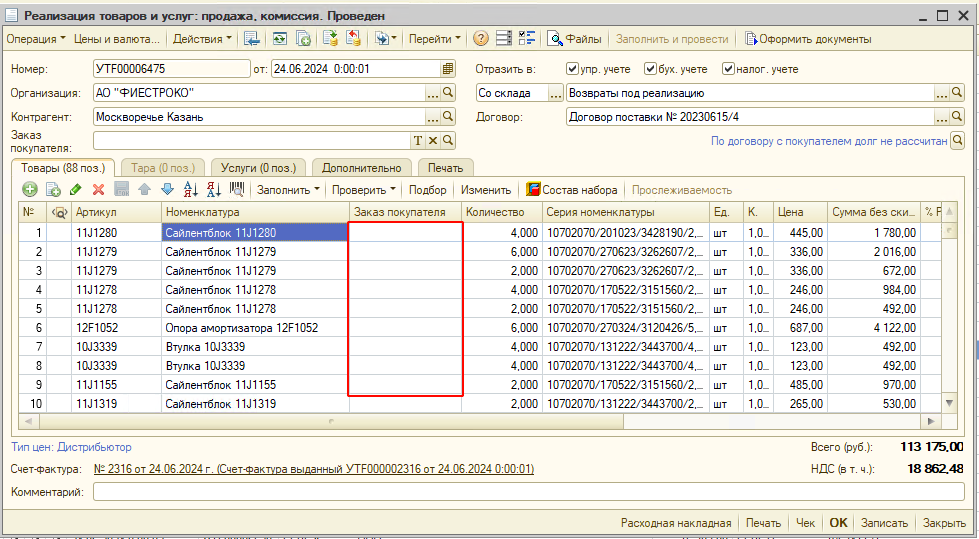 Реализация товаров и услуг: продажа, комиссия. Проведен
Операция Цены и валюта... Действия Перейти Файлы Заполнить и провести Оформить документы
Номер: УТF00006475 от: 24.06.2024 0:00:01 Отразить в: упр. учете бух. учете налог. учете
Организация: АО "ФИЕСТРОКО" ... Со склада ... Возвраты под реализацию ...
Контрагент: Москворечье Казань ... Договор: Договор поставки № 20230615/4 ...
Заказ
покупателя: T По договору с покупателем долг не рассчитан
Товары (88 поз.) Тара (0 поз.) Услуги (0 поз.) Дополнительно Печать
Заполнить Проверить Подбор Изменить Состав набора Прослеживаемость
№ Артикул Номенклатура Заказ покупателя Количество Серия номенклатуры Ед. К. Цена Сумма без ски... % Р
1 11J1280 Сайлентблок 11J1280 4,000 10702070/201023/3428190/2,... шт 1,0... 445,00 1 780,00
2 11J1279 Сайлентблок 11J1279 6,000 10702070/270623/3262607/2,... шт 1,0... 336,00 2 016,00
3 11J1279 Сайлентблок 11J1279 2,000 10702070/270623/3262607/2,... шт 1,0... 336,00 672,00
4 11J1278 Сайлентблок 11J1278 4,000 10702070/170522/3151560/2,... шт 1,0... 246,00 984,00
5 11J1278 Сайлентблок 11J1278 2,000 10702070/170522/3151560/2,... шт 1,0... 246,00 492,00
6 12F1052 Опора амортизатора 12F1052 6,000 10702070/270324/3120426/5,... шт 1,0... 687,00 4 122,00
7 10J3339 Втулка 10J3339 4,000 10702070/131222/3443700/4,... шт 1,0... 123,00 492,00
8 10J3339 Втулка 10J3339 4,000 10702070/131222/3443700/4,... шт 1,0... 123,00 492,00
9 11J1155 Сайлентблок 11J1155 2,000 10702070/170522/3151560/2,... шт 1,0... 485,00 970,00
10 11J1319 Сайлентблок 11J1319 2,000 10702070/131222/3443700/2,... шт 1,0... 265,00 530,00
Тип цен: Дистрибьютор Всего (руб.): 113 175,00
Счет-фактура: № 2316 от 24.06.2024 г. (Счет-фактура выданный УТF000002316 от 24.06.2024 0:00:01) НДС (в т. ч.): 18 862,48
Комментарий:
Расходная накладная Печать Чек OK Записать Закрыть